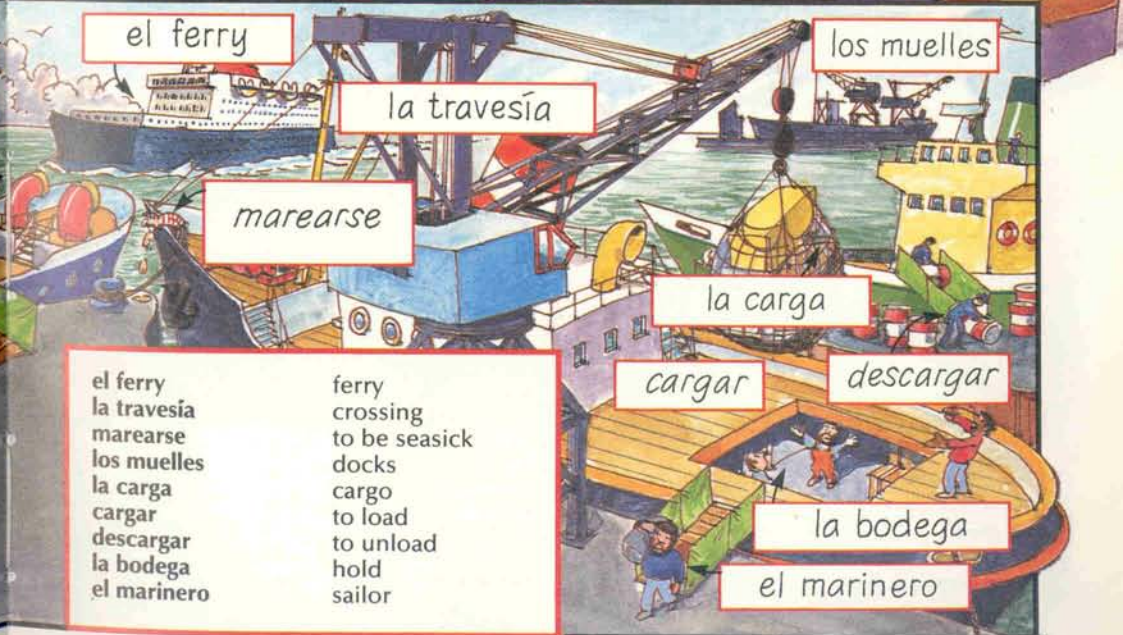 el ferry
los muelles
la travesía
marearse
la carga
cargar
descargar
la bodega
el marinero
el ferry ferry
la travesía crossing
marearse to be seasick
los muelles docks
la carga cargo
cargar to load
descargar to unload
la bodega hold
el marinero sailor